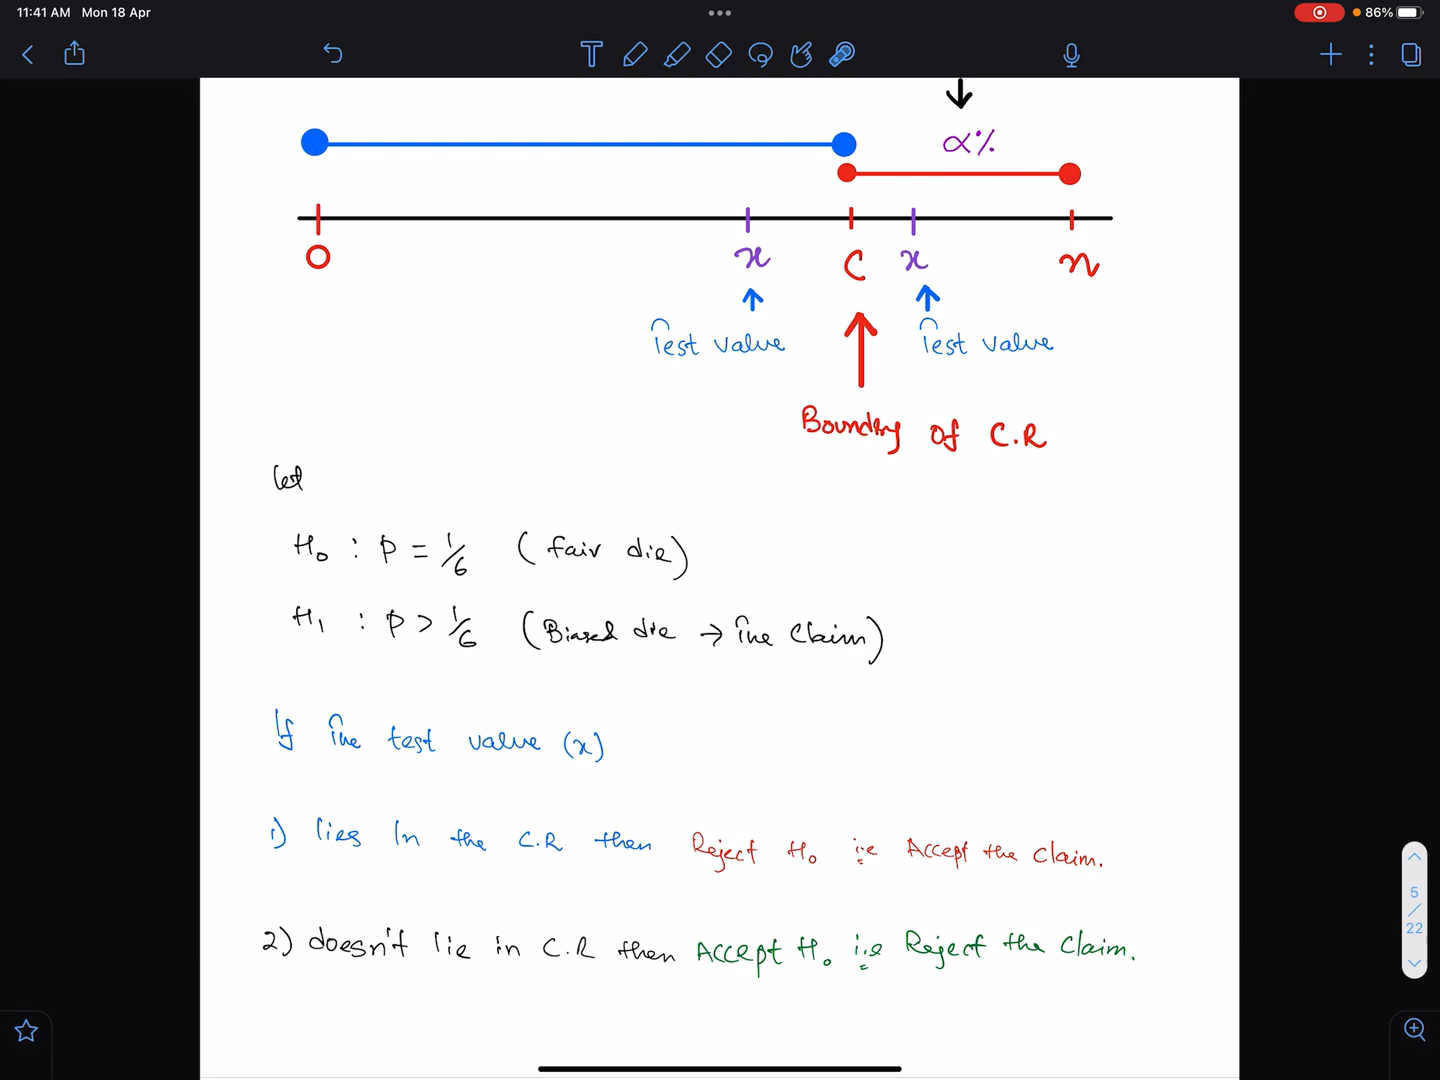 11:41 AM Mon 18 Apr
86%
α%
0 x C x n
Test value Test value
Boundry of C.R
let
H₀ : p = 1/6 ( fair die )
H₁ : p > 1/6 (Biased die → The Claim)
If The test value (x)
1) lies In the C.R then Reject H₀ i.e Accept the Claim.
2) doesn't lie in C.R then Accept H₀ i.e Reject the Claim.
5
/
22